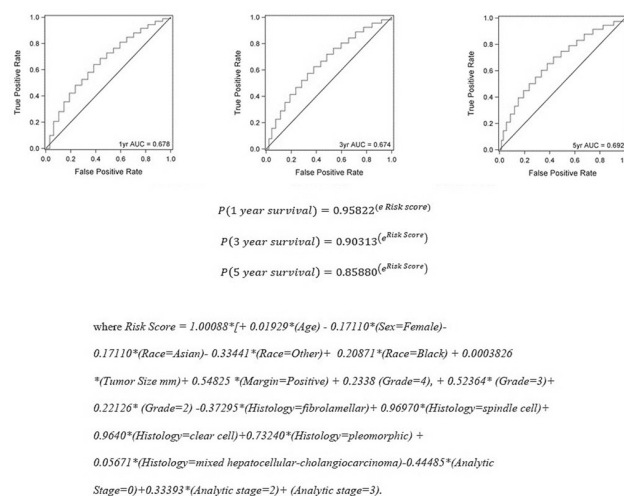 1.0
0.8
0.6
0.4
0.2
0.0
0.0 0.2 0.4 0.6 0.8 1.0
True Positive Rate
False Positive Rate
1yr AUC = 0.678
1.0
0.8
0.6
0.4
0.2
0.0
0.0 0.2 0.4 0.6 0.8 1.0
True Positive Rate
False Positive Rate
3yr AUC = 0.674
1.0
0.8
0.6
0.4
0.2
0.0
0.0 0.2 0.4 0.6 0.8 1.0
True Positive Rate
False Positive Rate
5yr AUC = 0.692
P(1 year survival) = 0.95822(e Risk score)
P(3 year survival) = 0.90313(eRisk Score)
P(5 year survival) = 0.85880(eRisk Score)
where Risk Score = 1.00088*[+ 0.01929*(Age) - 0.17110*(Sex=Female)-
0.17110*(Race=Asian)- 0.33441*(Race=Other)+ 0.20871*(Race=Black) + 0.0003826
*(Tumor Size mm)+ 0.54825 *(Margin=Positive) + 0.2338 (Grade=4), + 0.52364* (Grade=3)+
0.22126* (Grade=2) -0.37295*(Histology=fibrolamellar)+ 0.96970*(Histology=spindle cell)+
0.9640*(Histology=clear cell)+0.73240*(Histology=pleomorphic) +
0.05671*(Histology=mixed hepatocellular-cholangiocarcinoma)-0.44485*(Analytic
Stage=0)+0.33393*(Analytic stage=2)+ (Analytic stage=3).